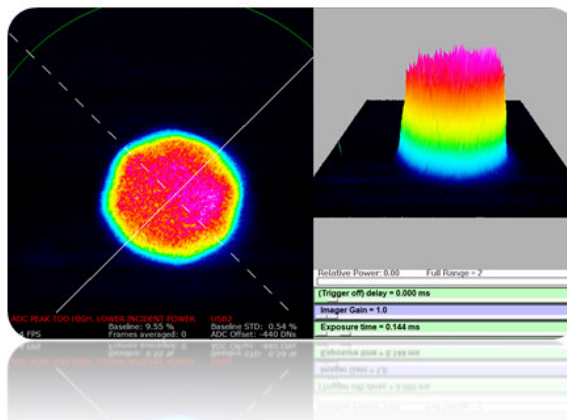 ADC PEAK TOO HIGH. LOWER INCIDENT POWER USB2
Baseline: 9.55 % Baseline STD: 0.54 %
4 FPS Frames averaged: 0 ADC Offset: -440 DNs
Relative Power: 0.00 Full Range = 2
(Trigger off) delay = 0.000 ms
Imager Gain = 1.0
Exposure time = 0.144 ms